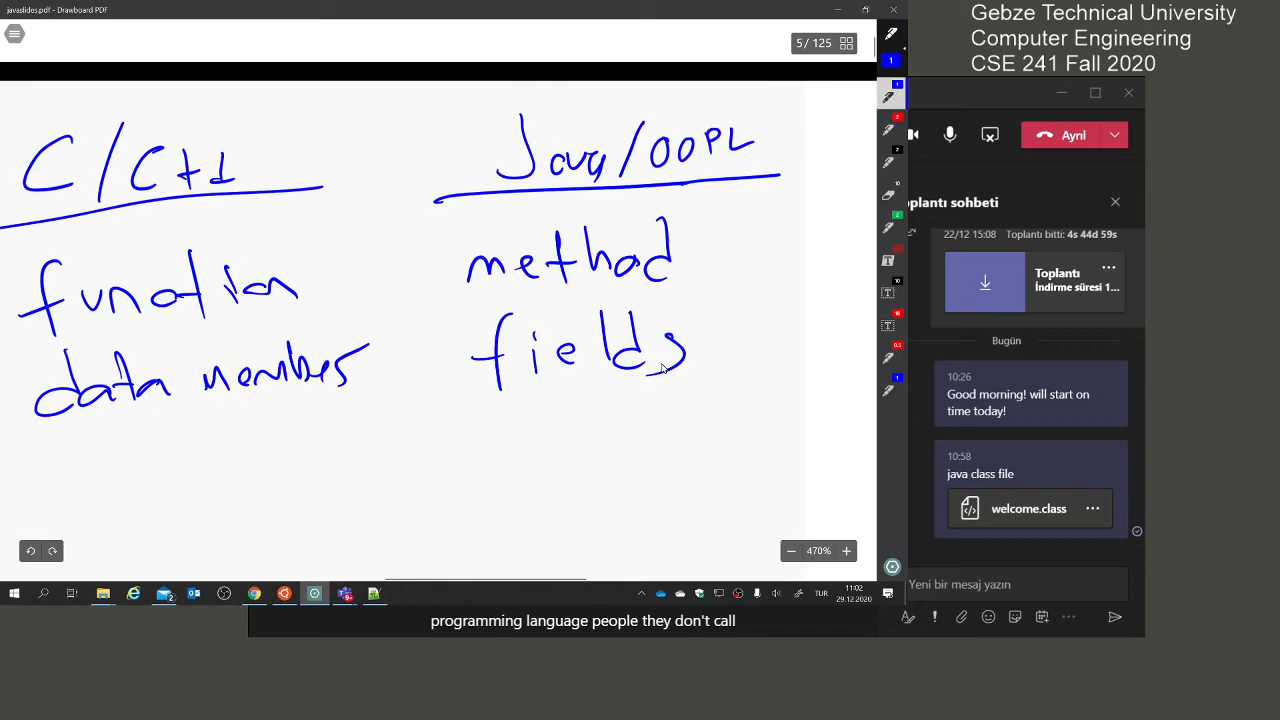 javaslides.pdf - Drawboard PDF
Gebze Technical University
Computer Engineering
CSE 241 Fall 2020
5 / 125
1
C/C++
Java/OOPL
function
method
data member
fields
Ayrıl
toplantı sohbeti
22/12 15:08 Toplantı bitti: 4s 44d 59s
Toplantı
İndirme süresi 1...
Bugün
10:26
Good morning! will start on
time today!
10:58
java class file
welcome.class
Yeni bir mesaj yazın
470%
TUR
11:02
29.12.2020
programming language people they don't call